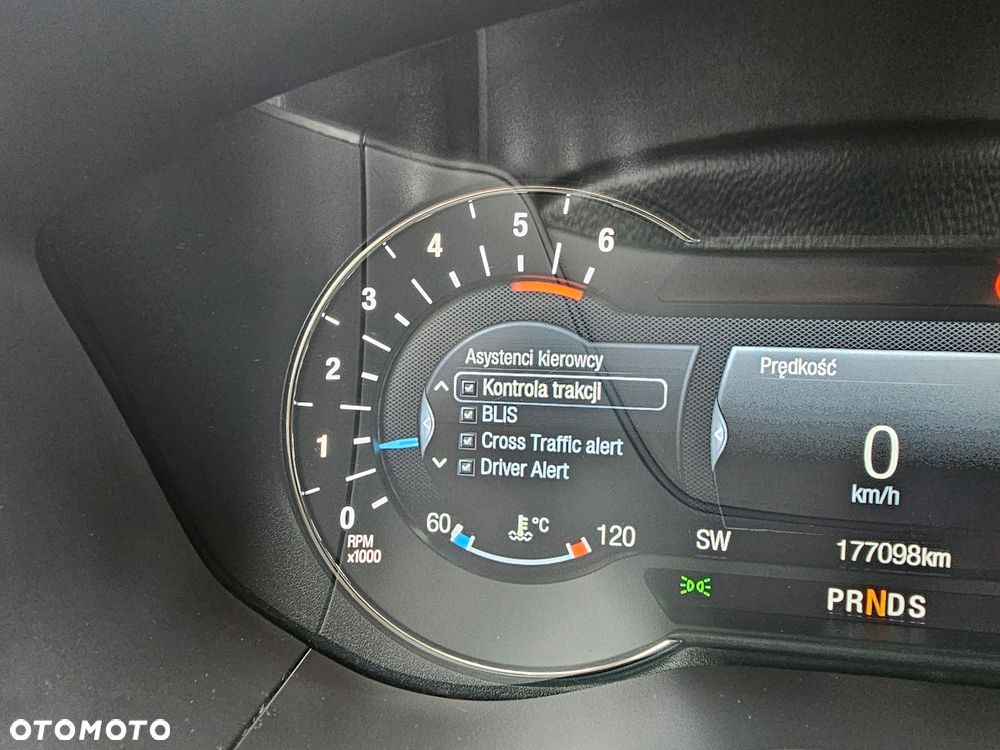 6
5
4
3
2
1
0
RPM
x1000
Asystenci kierowcy
Kontrola trakcji
BLIS
Cross Traffic alert
Driver Alert
60
°C
120
Prędkość
0
km/h
SW
177098km
PRNDS
OTOMOTO